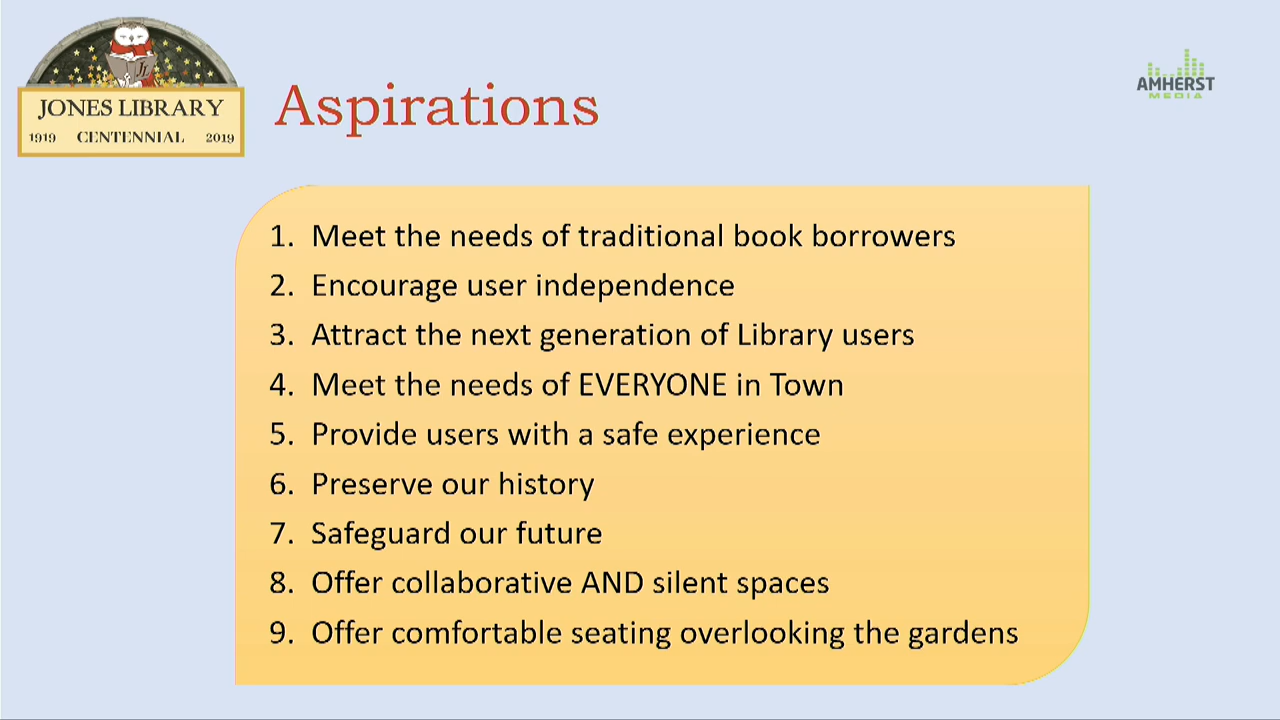 JONES LIBRARY
1919 CENTENNIAL 2019
Aspirations
AMHERST
MEDIA
1. Meet the needs of traditional book borrowers
2. Encourage user independence
3. Attract the next generation of Library users
4. Meet the needs of EVERYONE in Town
5. Provide users with a safe experience
6. Preserve our history
7. Safeguard our future
8. Offer collaborative AND silent spaces
9. Offer comfortable seating overlooking the gardens